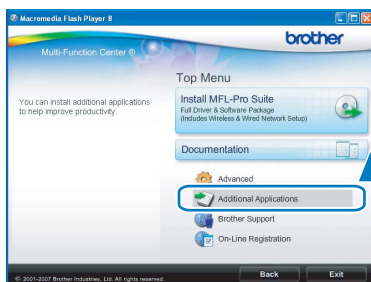 Macromedia Flash Player 8
brother
Multi-Function Center ®
Top Menu
You can install additional applications
to help improve productivity.
Install MFL-Pro Suite
Full Driver & Software Package
(Includes Wireless & Wired Network Setup)
Documentation
Advanced
Additional Applications
Brother Support
On-Line Registration
© 2001-2007 Brother Industries, Ltd. All rights reserved.
Back
Exit